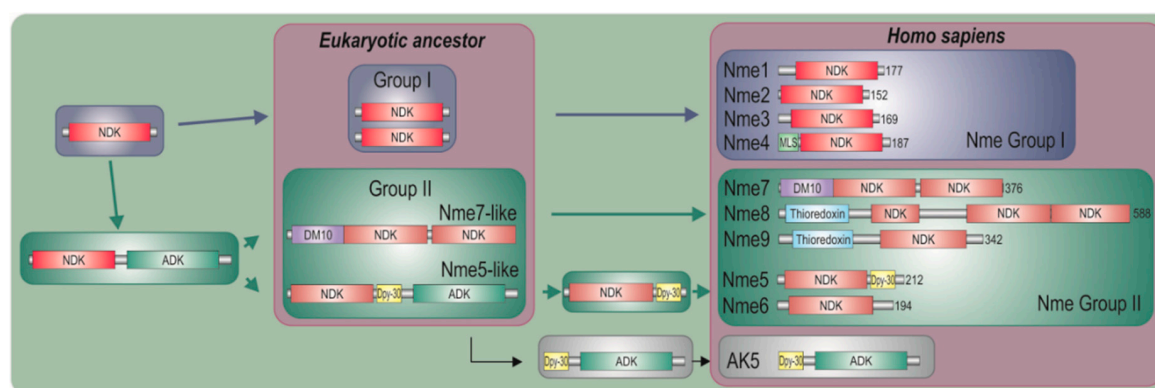 Eukaryotic ancestor
Group I
NDK
NDK
NDK
NDK ADK
Group II
Nme7-like
DM10 NDK NDK
Nme5-like
NDK Dpy-30 ADK
NDK Dpy-30
Dpy-30 ADK
Homo sapiens
Nme1 NDK 177
Nme2 NDK 152
Nme3 NDK 169
Nme4 MLS NDK 187
Nme Group I
Nme7 DM10 NDK NDK 376
Nme8 Thioredoxin NDK NDK NDK 588
Nme9 Thioredoxin NDK 342
Nme5 NDK Dpy-30 212
Nme6 NDK 194
Nme Group II
AK5 Dpy-30 ADK